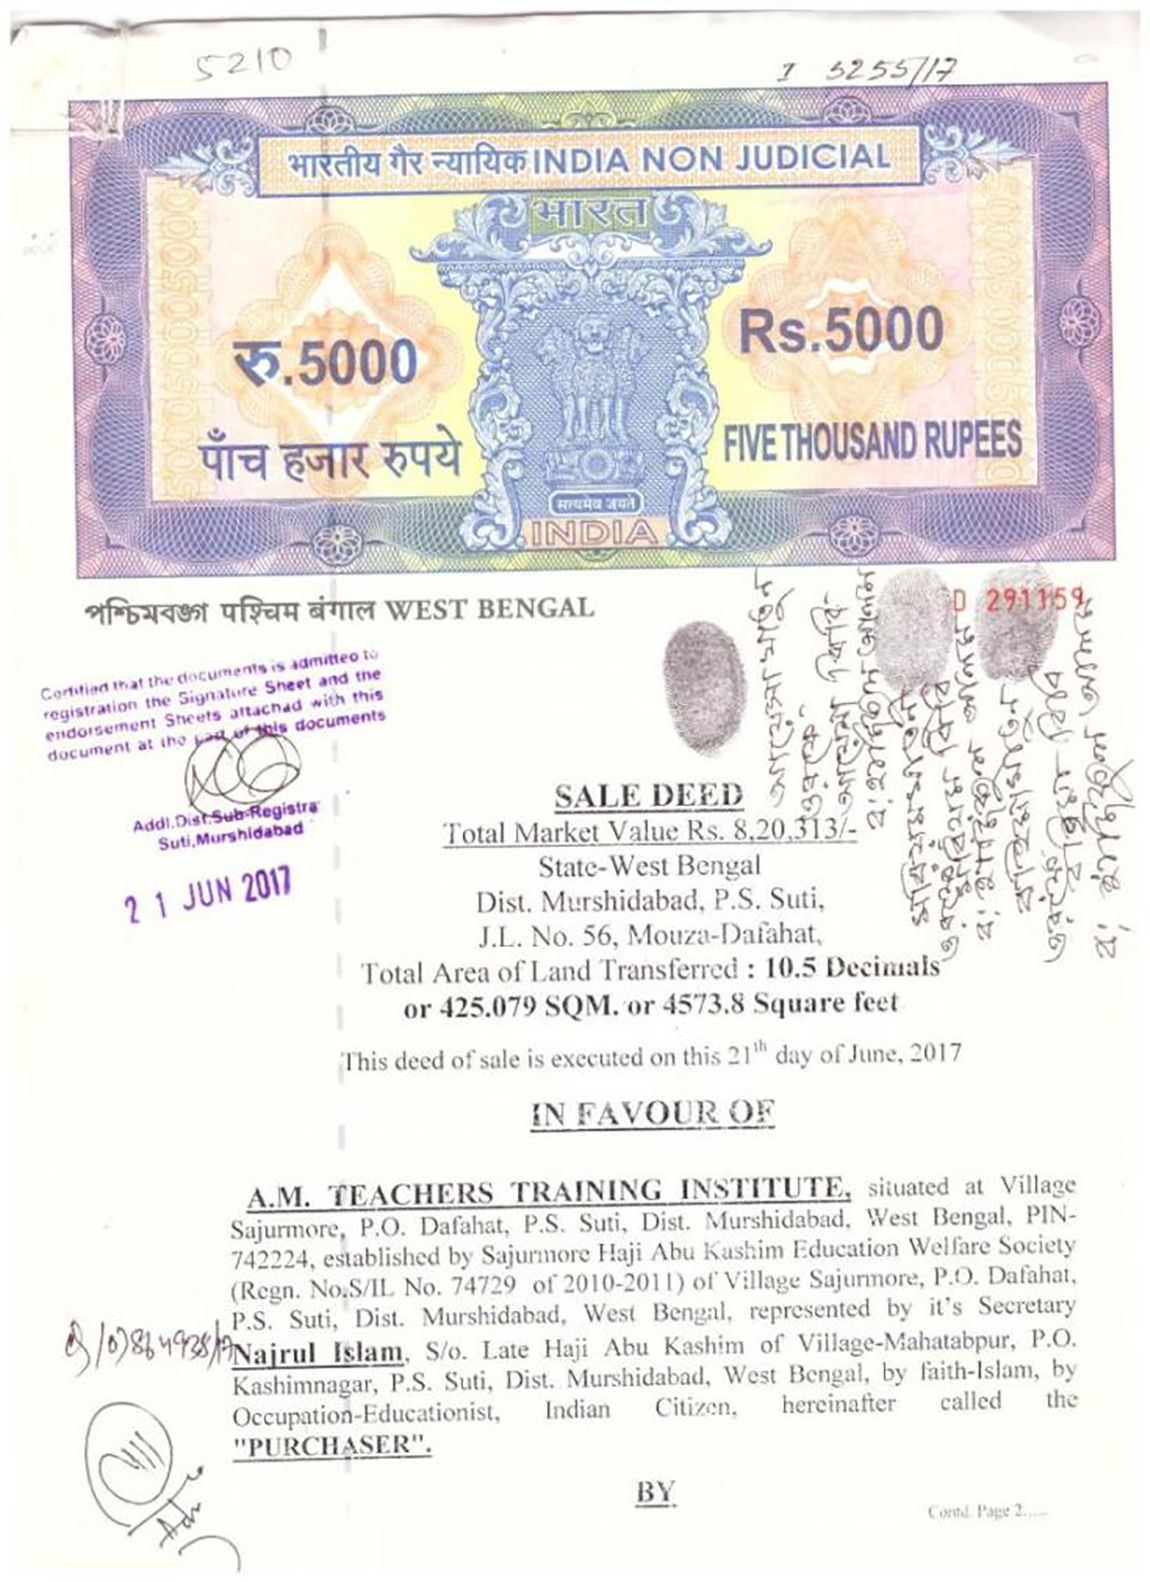 5210
I 5255/17
भारतीय गैर न्यायिक INDIA NON JUDICIAL
भारत
रु.5000
Rs.5000
पाँच हजार रुपये
FIVE THOUSAND RUPEES
सत्यमेव जयते
INDIA
পশ্চিমবঙ্গ पश्चिम बंगाल WEST BENGAL
D 291159
Certified that the documents is admitted to
registration the Signature Sheet and the
endorsement Sheets attached with this
document at the part of this documents
Addl.Dist.Sub-Registra
Suti,Murshidabad
2 1 JUN 2017
SALE DEED
Total Market Value Rs. 8,20,313/-
State-West Bengal
Dist. Murshidabad, P.S. Suti,
J.L. No. 56, Mouza-Dafahat,
Total Area of Land Transferred : 10.5 Decimals
or 425.079 SQM. or 4573.8 Square feet
This deed of sale is executed on this 21th day of June, 2017
IN FAVOUR OF
A.M. TEACHERS TRAINING INSTITUTE, situated at Village
Sajurmore, P.O. Dafahat, P.S. Suti, Dist. Murshidabad, West Bengal, PIN-
742224, established by Sajurmore Haji Abu Kashim Education Welfare Society
(Regn. No.S/IL No. 74729 of 2010-2011) of Village Sajurmore, P.O. Dafahat,
P.S. Suti, Dist. Murshidabad, West Bengal, represented by it's Secretary
Najrul Islam, S/o. Late Haji Abu Kashim of Village-Mahatabpur, P.O.
Kashimnagar, P.S. Suti, Dist. Murshidabad, West Bengal, by faith-Islam, by
Occupation-Educationist, Indian Citizen, hereinafter called the
"PURCHASER".
BY
Contd. Page 2.....